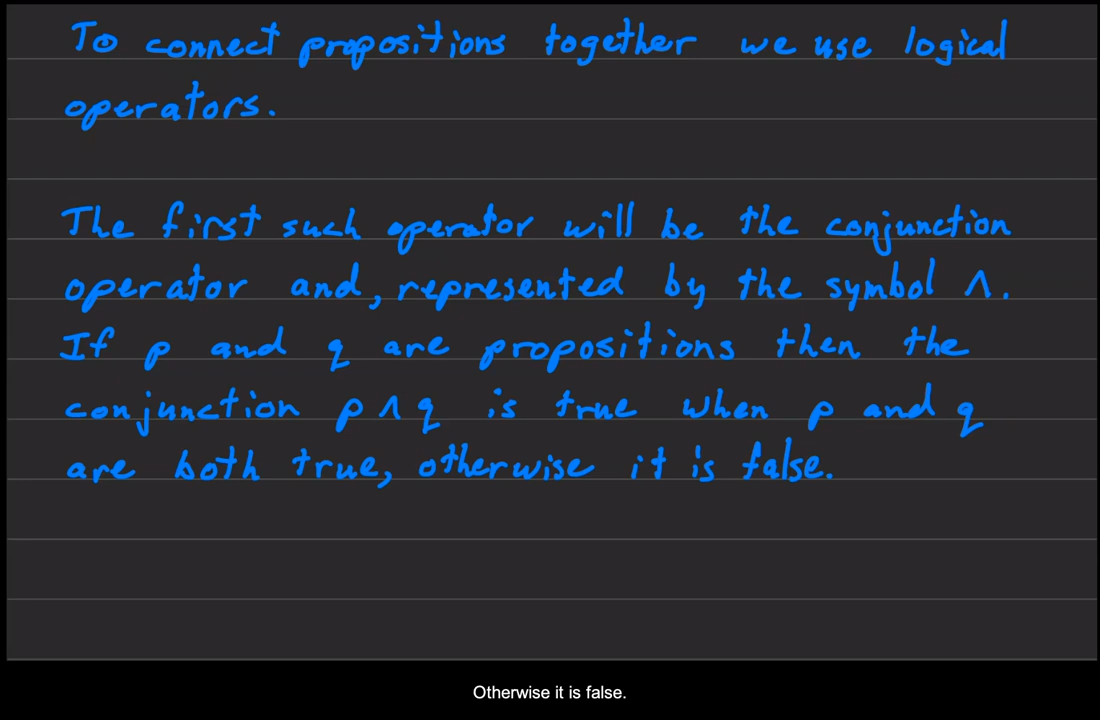 To connect propositions together we use logical
operators.
The first such operator will be the conjunction
operator and, represented by the symbol ∧.
If p and q are propositions then the
conjunction p ∧ q is true when p and q
are both true, otherwise it is false.
Otherwise it is false.